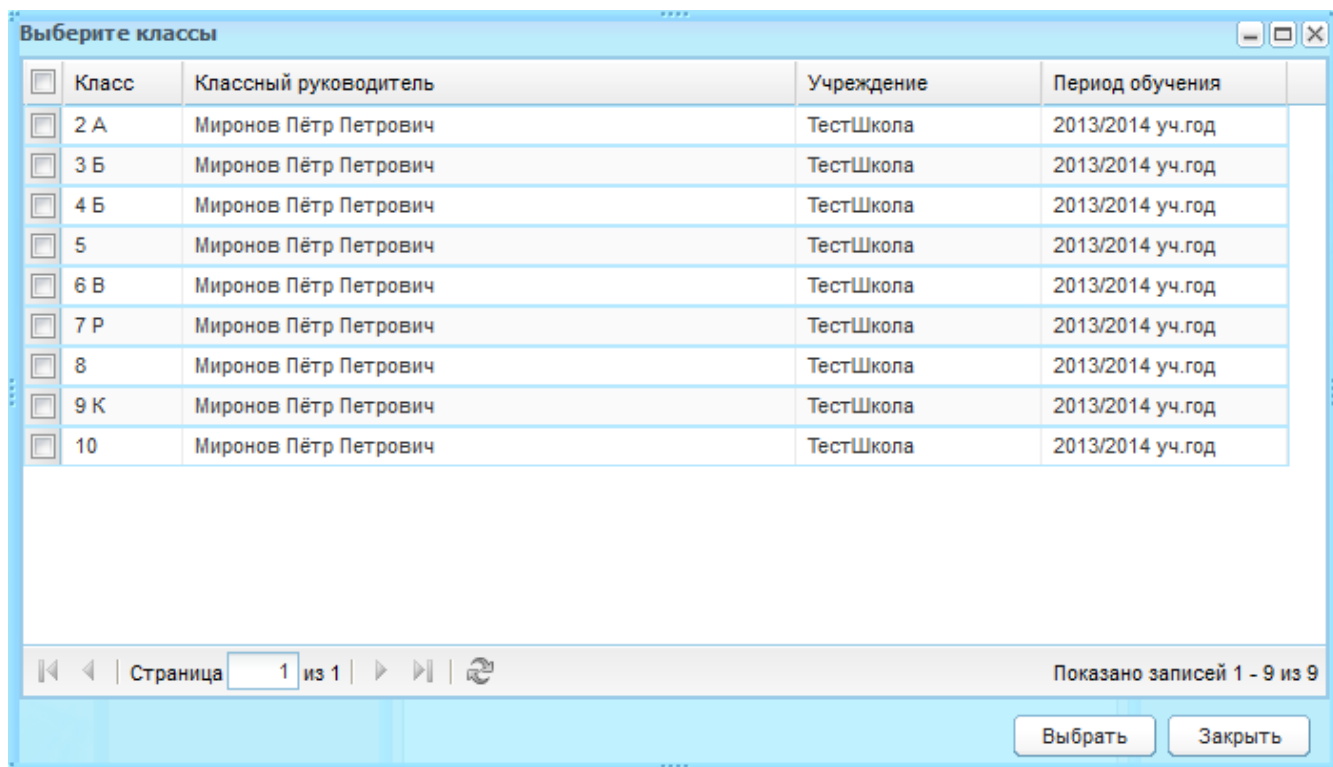 Выберите классы
Класс Классный руководитель Учреждение Период обучения
2 А Миронов Пётр Петрович ТестШкола 2013/2014 уч.год
3 Б Миронов Пётр Петрович ТестШкола 2013/2014 уч.год
4 Б Миронов Пётр Петрович ТестШкола 2013/2014 уч.год
5 Миронов Пётр Петрович ТестШкола 2013/2014 уч.год
6 В Миронов Пётр Петрович ТестШкола 2013/2014 уч.год
7 Р Миронов Пётр Петрович ТестШкола 2013/2014 уч.год
8 Миронов Пётр Петрович ТестШкола 2013/2014 уч.год
9 К Миронов Пётр Петрович ТестШкола 2013/2014 уч.год
10 Миронов Пётр Петрович ТестШкола 2013/2014 уч.год
Страница 1 из 1 Показано записей 1 - 9 из 9
Выбрать Закрыть